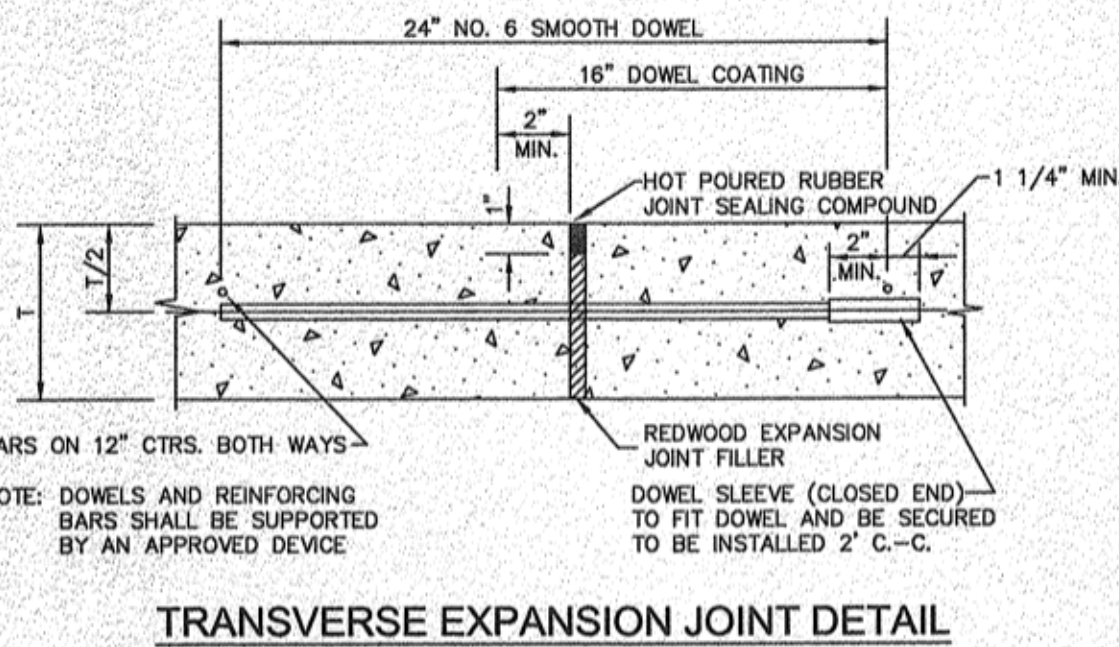 24" NO. 6 SMOOTH DOWEL
16" DOWEL COATING
2"
MIN.
1"
HOT POURED RUBBER
JOINT SEALING COMPOUND
1 1/4" MIN
2"
MIN.
T/2
T
ARS ON 12" CTRS. BOTH WAYS
REDWOOD EXPANSION
JOINT FILLER
OTE: DOWELS AND REINFORCING
BARS SHALL BE SUPPORTED
BY AN APPROVED DEVICE
DOWEL SLEEVE (CLOSED END)
TO FIT DOWEL AND BE SECURED
TO BE INSTALLED 2' C.-C.
TRANSVERSE EXPANSION JOINT DETAIL